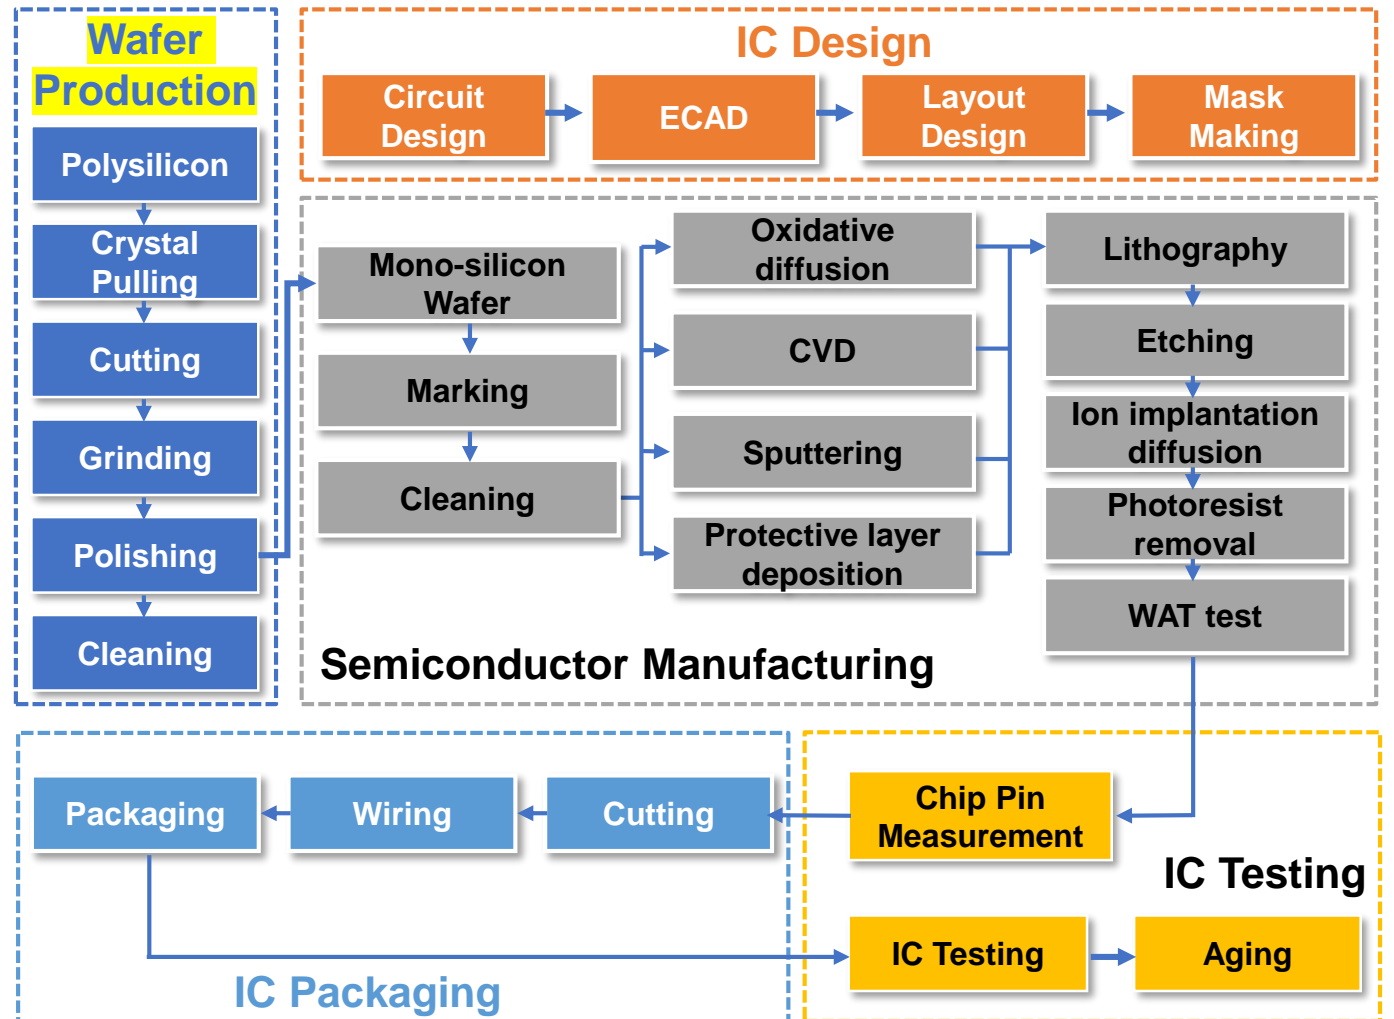 Wafer
Production
Polysilicon
Crystal
Pulling
Cutting
Grinding
Polishing
Cleaning
IC Design
Circuit
Design
ECAD
Layout
Design
Mask
Making
Mono-silicon
Wafer
Marking
Cleaning
Oxidative
diffusion
CVD
Sputtering
Protective layer
deposition
Lithography
Etching
Ion implantation
diffusion
Photoresist
removal
WAT test
Semiconductor Manufacturing
Packaging
Wiring
Cutting
IC Packaging
Chip Pin
Measurement
IC Testing
IC Testing
Aging